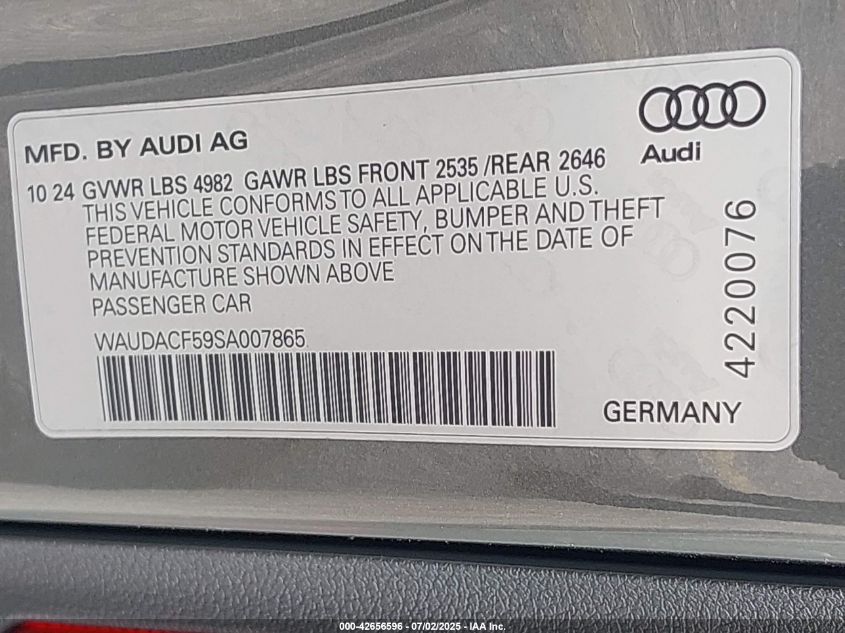 MFD. BY AUDI AG
Audi
10 24 GVWR LBS 4982 GAWR LBS FRONT 2535 /REAR 2646
THIS VEHICLE CONFORMS TO ALL APPLICABLE U.S.
FEDERAL MOTOR VEHICLE SAFETY, BUMPER AND THEFT
PREVENTION STANDARDS IN EFFECT ON THE DATE OF
MANUFACTURE SHOWN ABOVE
PASSENGER CAR
WAUDACF59SA007865
4220076
GERMANY
000-42656596 - 07/02/2025 - IAA Inc.